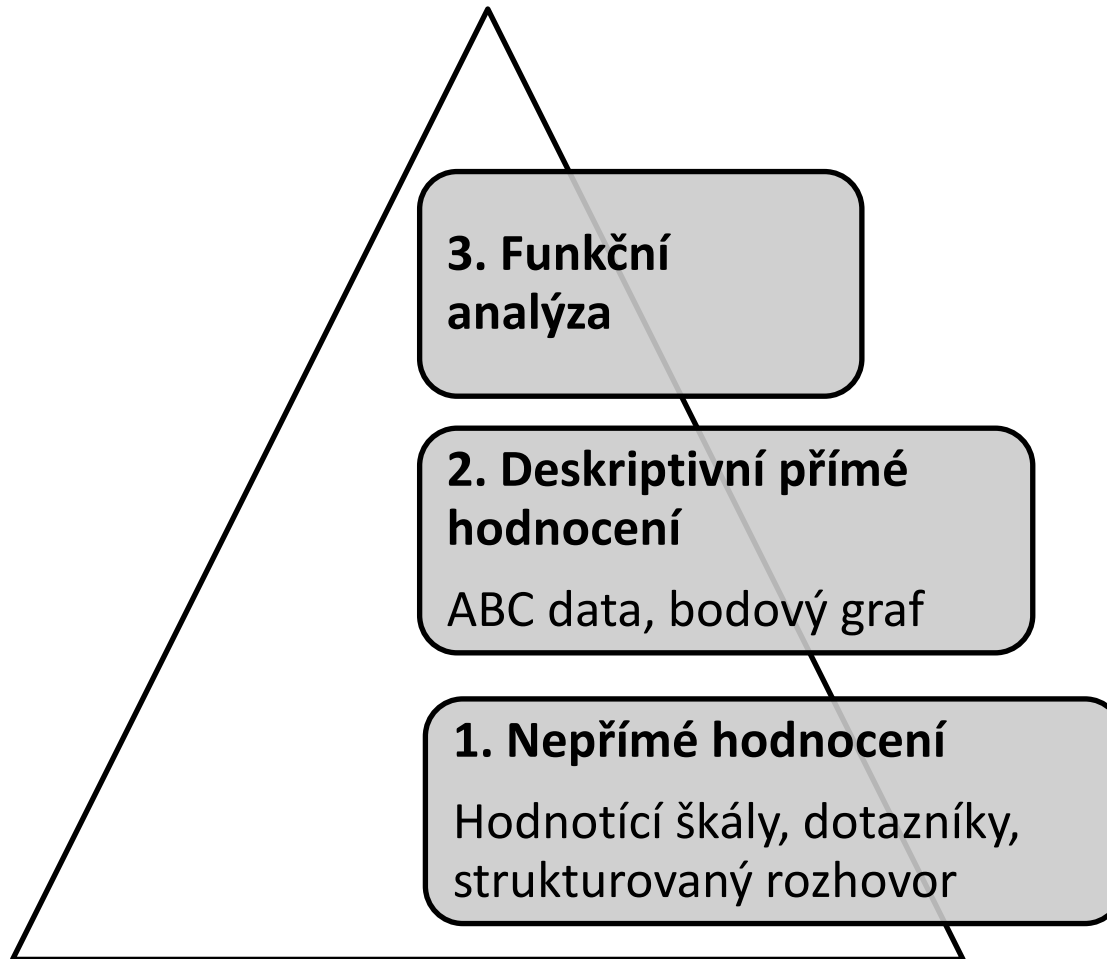 3. Funkční
analýza
2. Deskriptivní přímé
hodnocení
ABC data, bodový graf
1. Nepřímé hodnocení
Hodnotící škály, dotazníky,
strukturovaný rozhovor